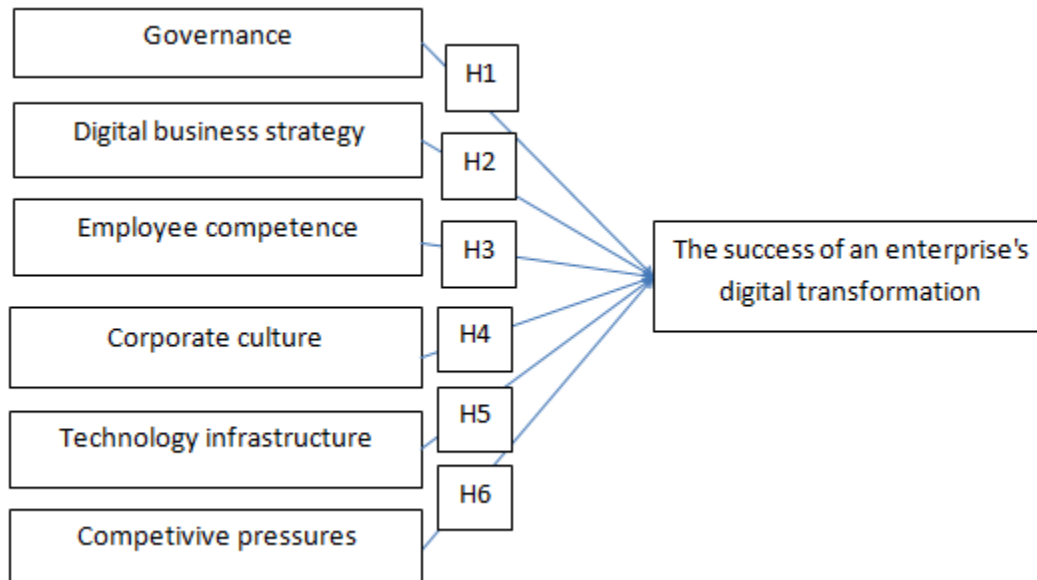 Governance
H1
Digital business strategy
H2
Employee competence
H3
The success of an enterprise's
digital transformation
Corporate culture
H4
Technology infrastructure
H5
Competivive pressures
H6